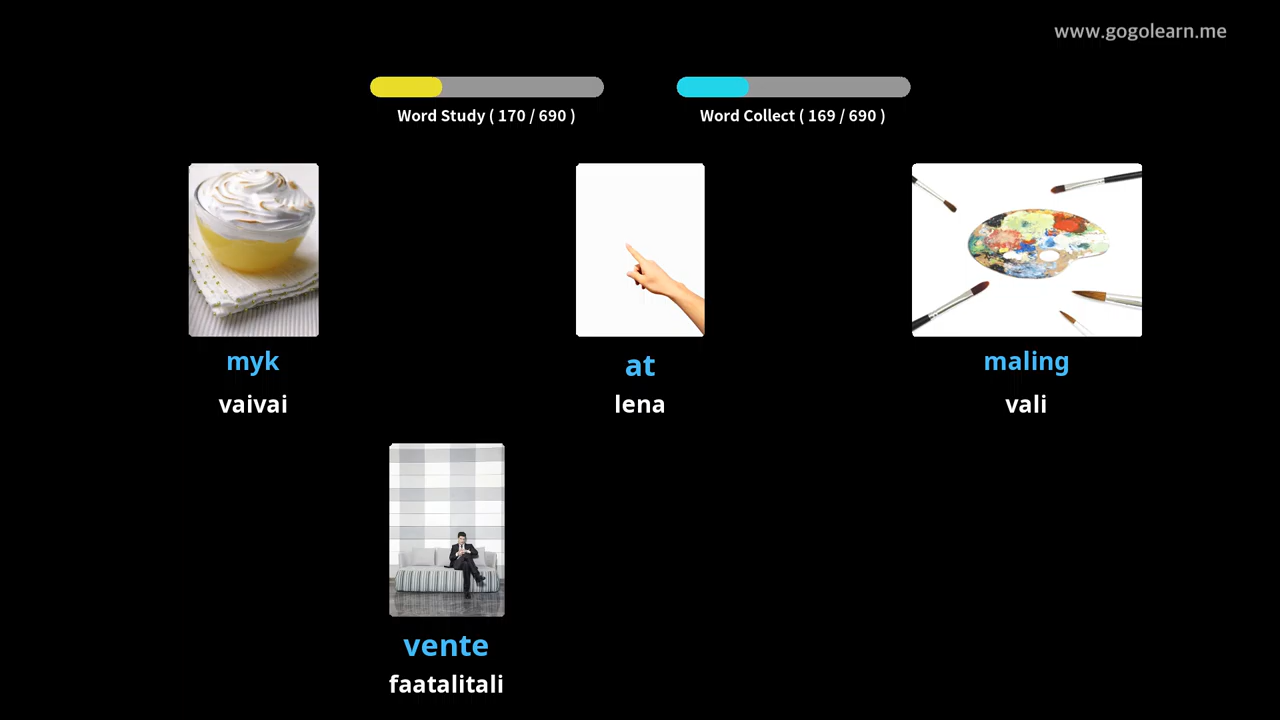 www.gogolearn.me
Word Study ( 170 / 690 )
Word Collect ( 169 / 690 )
myk
vaivai
at
lena
maling
vali
vente
faatalitali